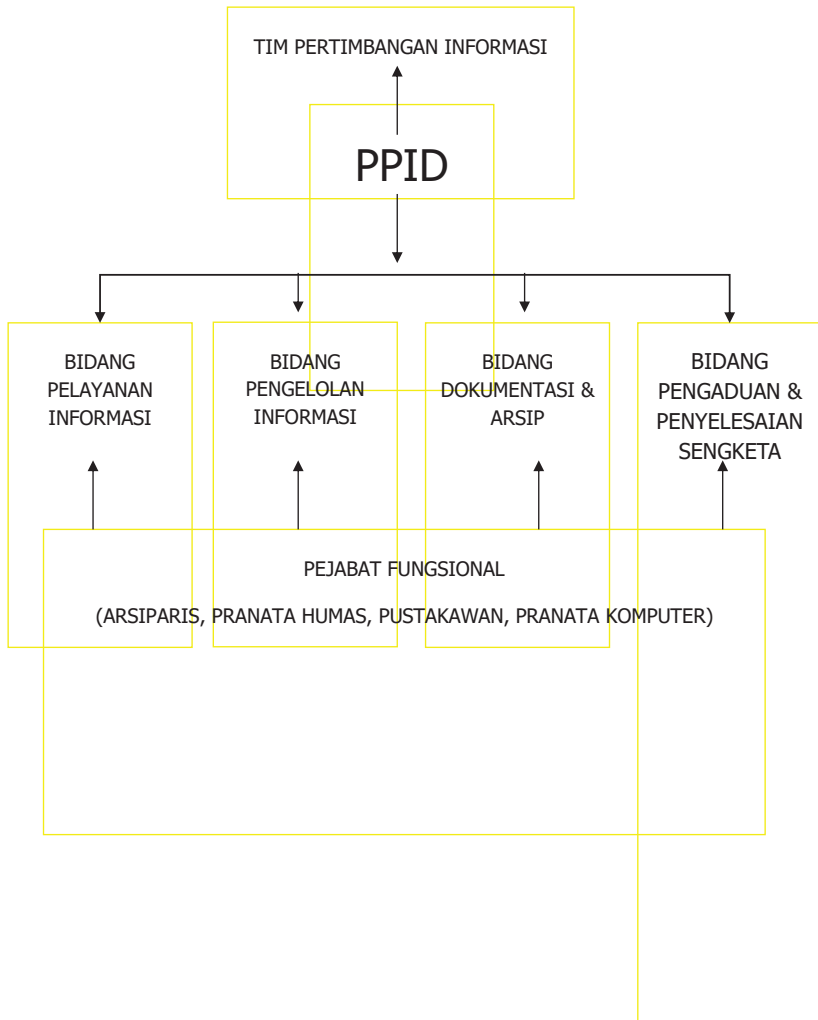 TIM PERTIMBANGAN INFORMASI
PPID
BIDANG
PELAYANAN
INFORMASI
BIDANG
PENGELOLAN
INFORMASI
BIDANG
DOKUMENTASI &
ARSIP
BIDANG
PENGADUAN &
PENYELESAIAN
SENGKETA
PEJABAT FUNGSIONAL
(ARSIPARIS, PRANATA HUMAS, PUSTAKAWAN, PRANATA KOMPUTER)